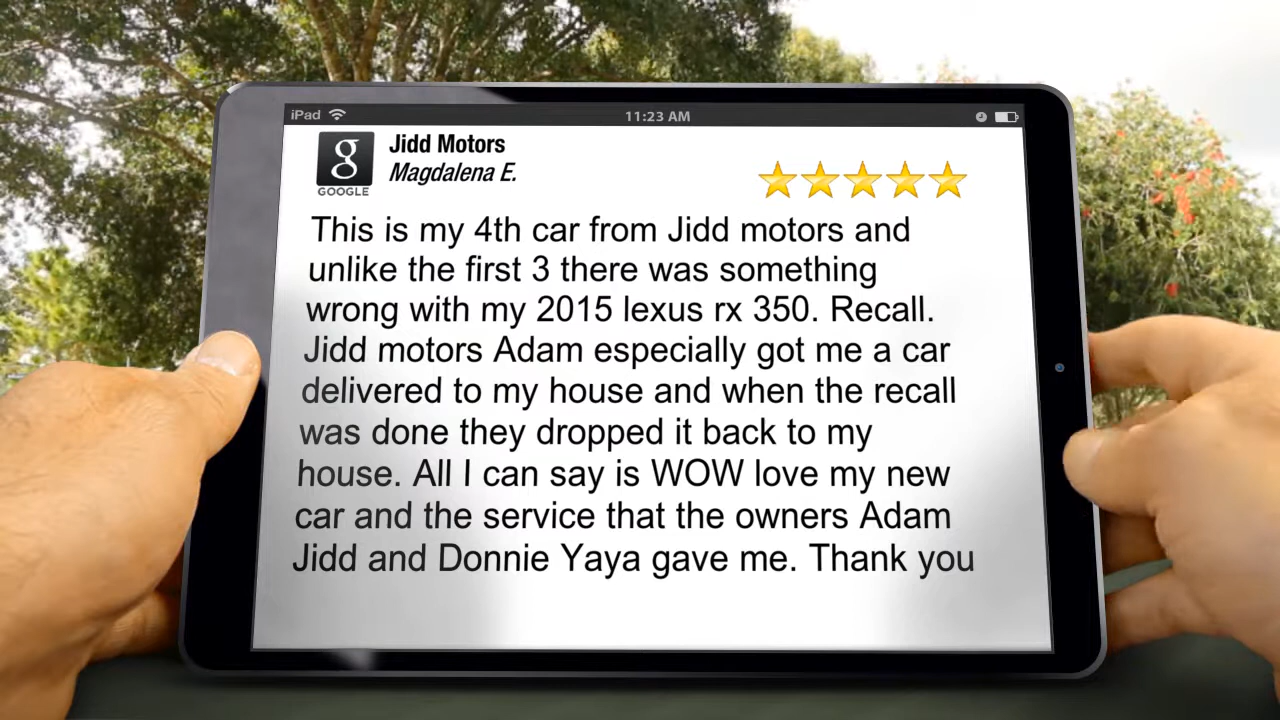 iPad 11:23 AM
g
GOOGLE
Jidd Motors
Magdalena E.
This is my 4th car from Jidd motors and
unlike the first 3 there was something
wrong with my 2015 lexus rx 350. Recall.
Jidd motors Adam especially got me a car
delivered to my house and when the recall
was done they dropped it back to my
house. All I can say is WOW love my new
car and the service that the owners Adam
Jidd and Donnie Yaya gave me. Thank you